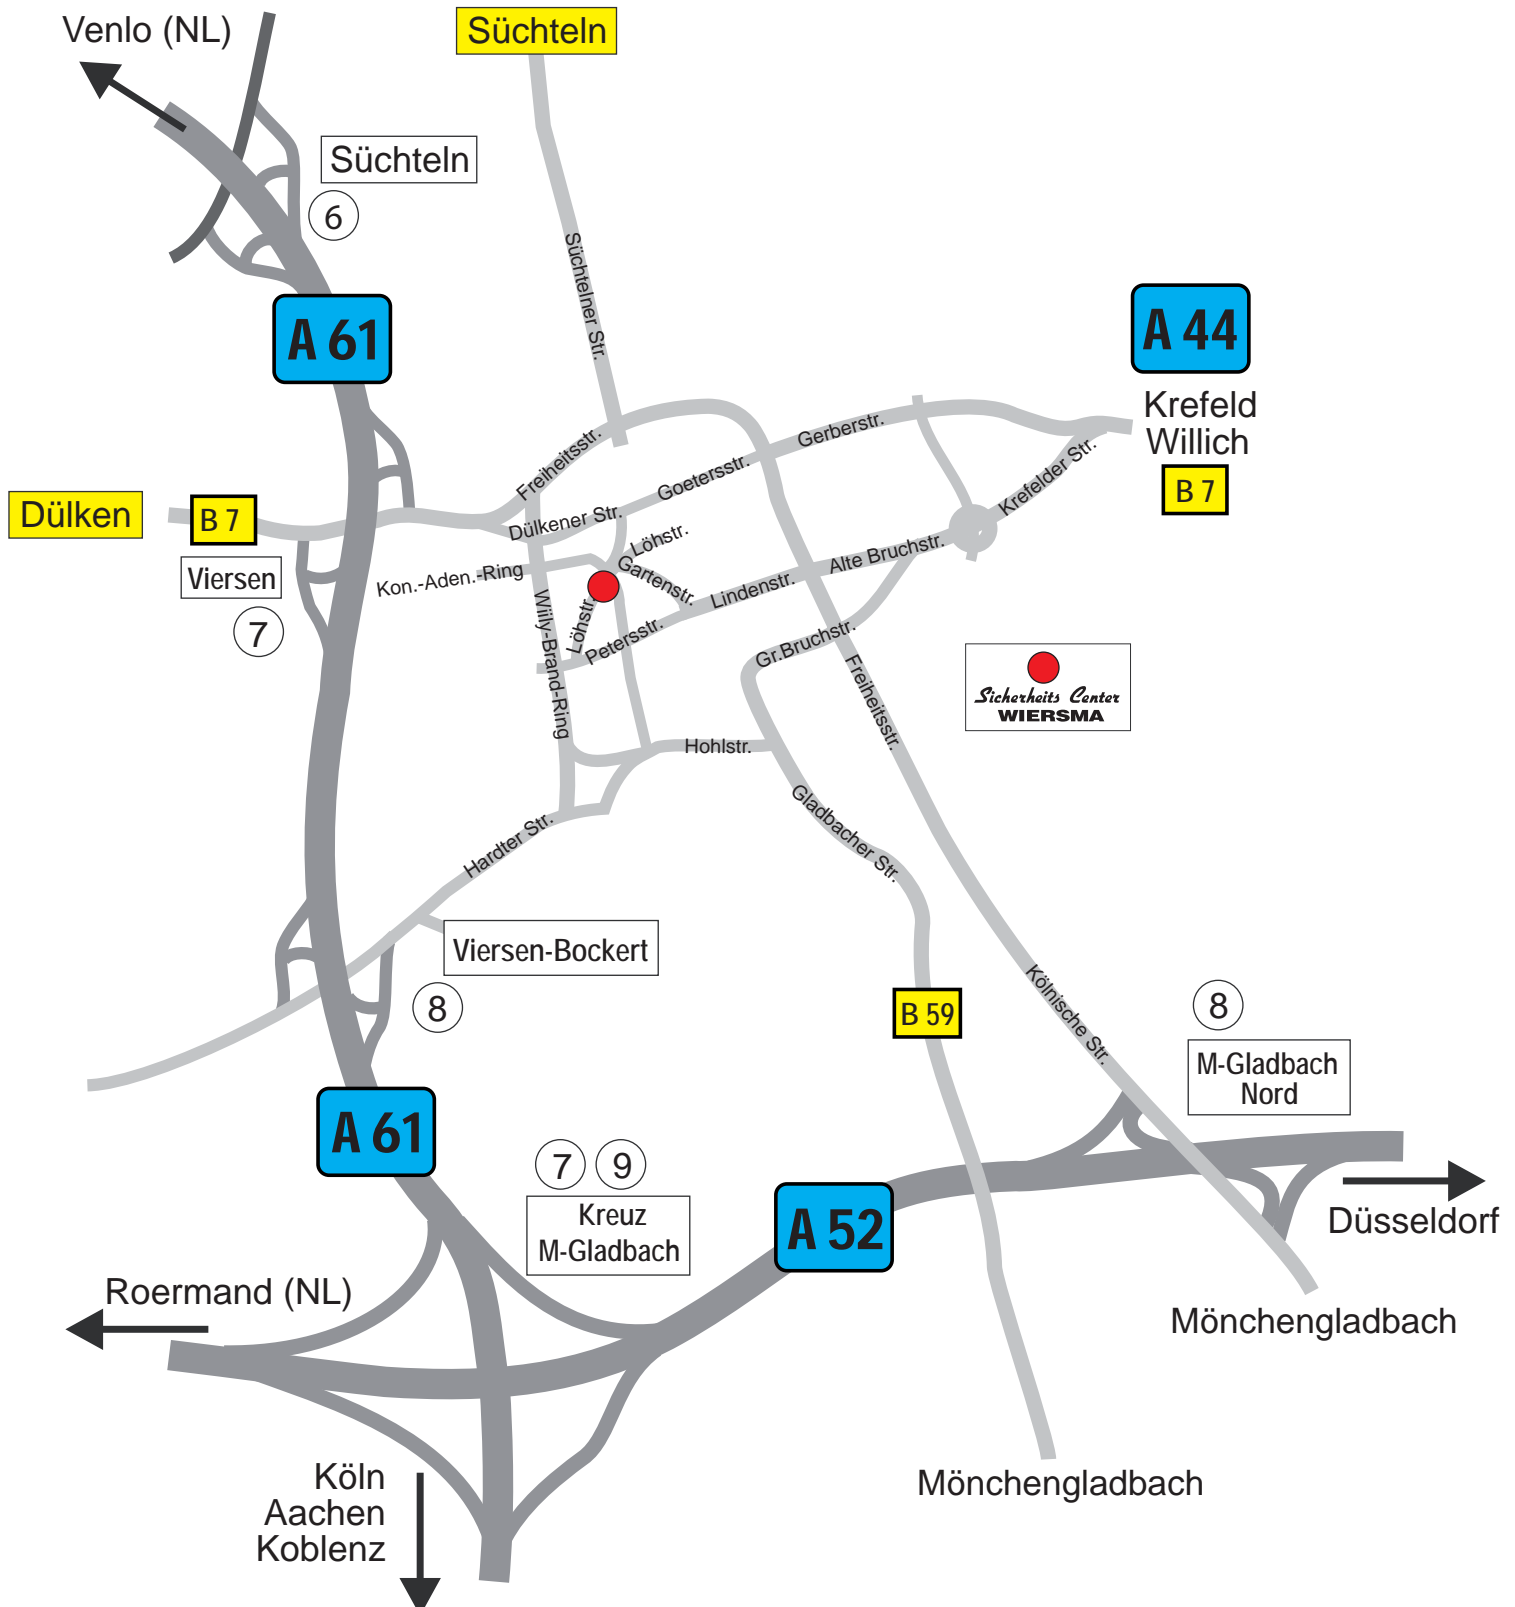 Venlo (NL)
Süchteln
Süchteln
6
Süchtelner Str.
A 61
A 44
Krefeld
Willich
B 7
Freiheitsstr.
Goetersstr.
Gerberstr.
Krefelder Str.
Dülken
B 7
Dülkener Str.
Löhstr.
Alte Bruchstr.
Viersen
7
Kon.-Aden.-Ring
Gartenstr.
Lindenstr.
Löhstr.
Petersstr.
Willy-Brand-Ring
Gr.Bruchstr.
Freiheitsstr.
Sicherheits Center
WIERSMA
Hohlstr.
Gladbacher Str.
Hardter Str.
Viersen-Bockert
8
B 59
Kölnische Str.
8
M-Gladbach
Nord
A 61
7
9
Kreuz
M-Gladbach
A 52
Düsseldorf
Roermand (NL)
Mönchengladbach
Mönchengladbach
Köln
Aachen
Koblenz